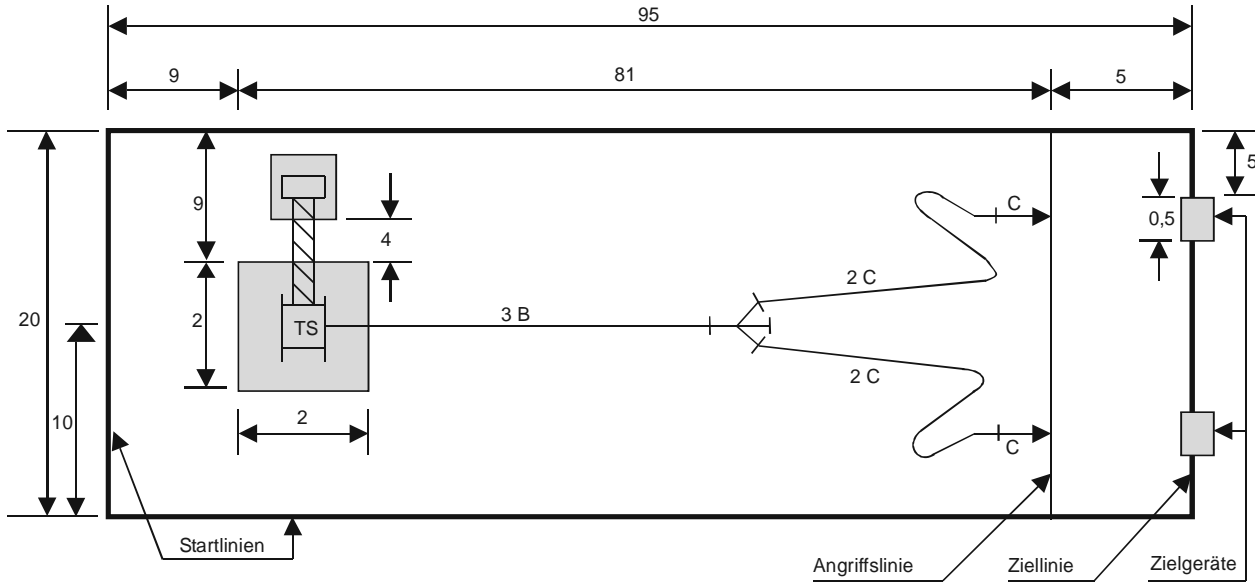 95
9
81
5
5
9
4
C
0,5
2 C
20
2
TS
3 B
10
2 C
2
C
Startlinien
Angriffslinie
Ziellinie
Zielgeräte